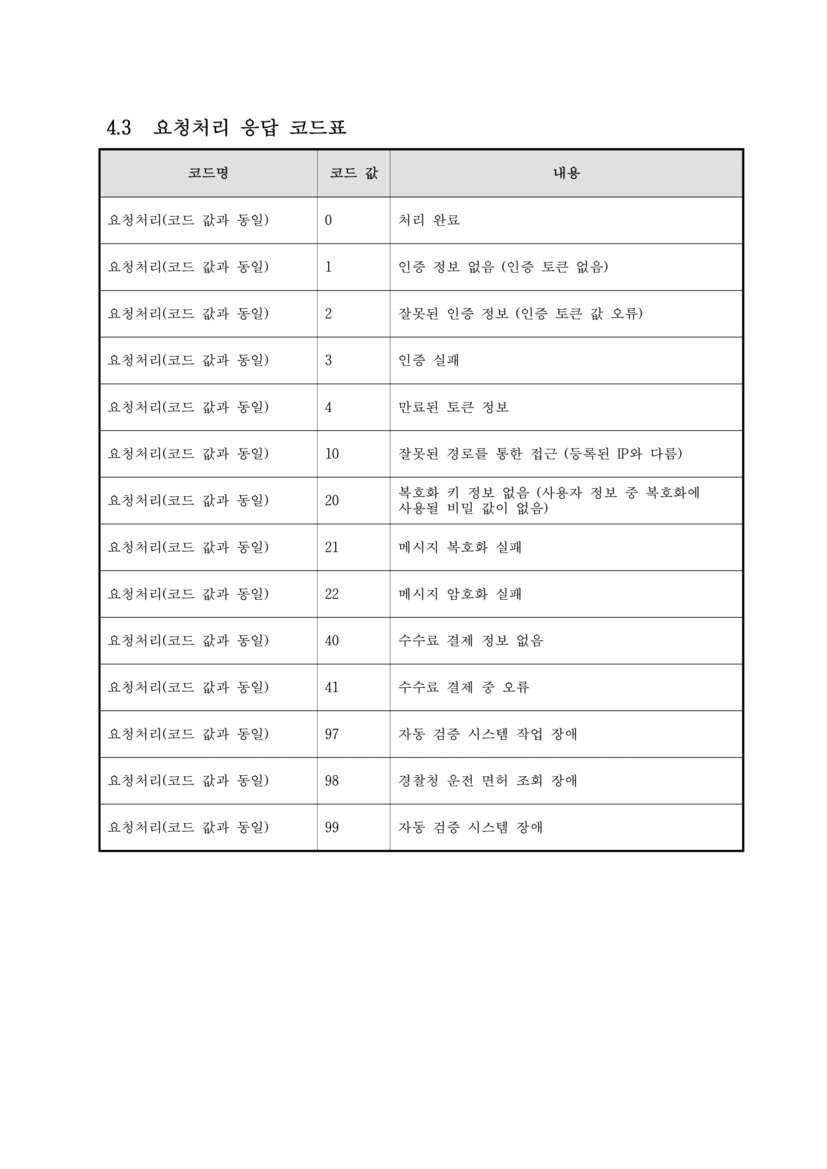 4.3 요청처리 응답 코드표
코드명 코드 값 내용
요청처리(코드 값과 동일) 0 처리 완료
요청처리(코드 값과 동일) 1 인증 정보 없음 (인증 토큰 없음)
요청처리(코드 값과 동일) 2 잘못된 인증 정보 (인증 토큰 값 오류)
요청처리(코드 값과 동일) 3 인증 실패
요청처리(코드 값과 동일) 4 만료된 토큰 정보
요청처리(코드 값과 동일) 10 잘못된 경로를 통한 접근 (등록된 IP와 다름)
요청처리(코드 값과 동일) 20 복호화 키 정보 없음 (사용자 정보 중 복호화에
사용될 비밀 값이 없음)
요청처리(코드 값과 동일) 21 메시지 복호화 실패
요청처리(코드 값과 동일) 22 메시지 암호화 실패
요청처리(코드 값과 동일) 40 수수료 결제 정보 없음
요청처리(코드 값과 동일) 41 수수료 결제 중 오류
요청처리(코드 값과 동일) 97 자동 검증 시스템 작업 장애
요청처리(코드 값과 동일) 98 경찰청 운전 면허 조회 장애
요청처리(코드 값과 동일) 99 자동 검증 시스템 장애